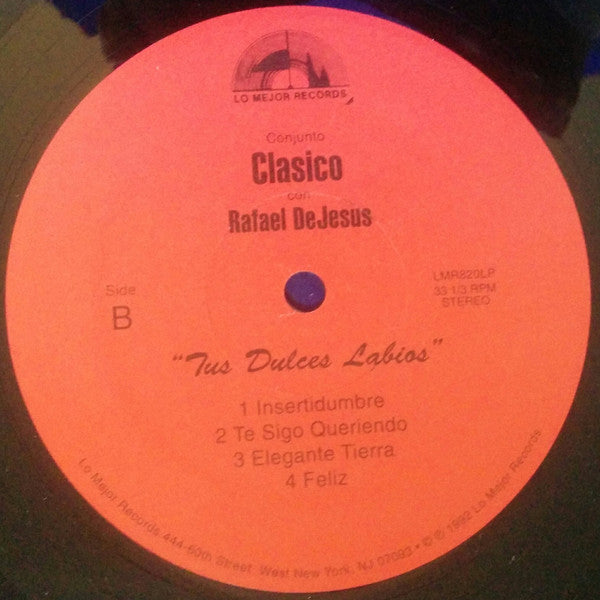 LO MEJOR RECORDS
Conjunto
Clasico
con
Rafael DeJesus
Side
B
LMR820LP
33 1/3 RPM
STEREO
"Tus Dulces Labios"
1 Insertidumbre
2 Te Sigo Queriendo
3 Elegante Tierra
4 Feliz
Lo Mejor Records 444-60th Street, West New York, NJ 07093 • © ℗ 1992 Lo Mejor Records